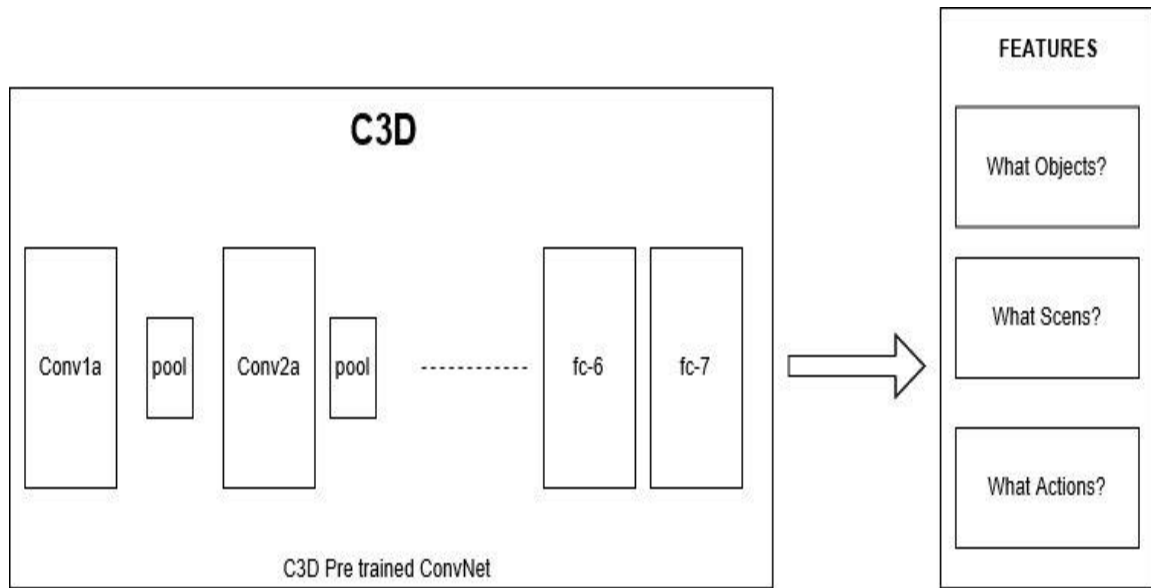 C3D
Conv1a
pool
Conv2a
pool
fc-6
fc-7
C3D Pre trained ConvNet
FEATURES
What Objects?
What Scens?
What Actions?